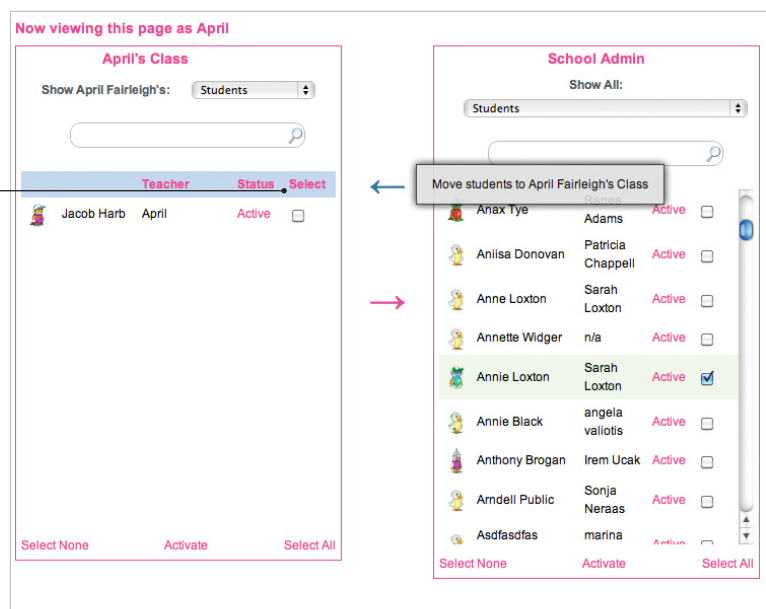 Now viewing this page as April
April's Class
Show April Fairleigh's: Students
Teacher Status Select
Jacob Harb April Active
Select None Activate Select All
School Admin
Show All:
Students
Move students to April Fairleigh's Class
Anax Tye Ranee Adams Active
Aniisa Donovan Patricia Chappell Active
Anne Loxton Sarah Loxton Active
Annette Widger n/a Active
Annie Loxton Sarah Loxton Active
Annie Black angela valiotis Active
Anthony Brogan Irem Ucak Active
Arndell Public Sonja Neraas Active
Asdfasdfas marina Active
Select None Activate Select All